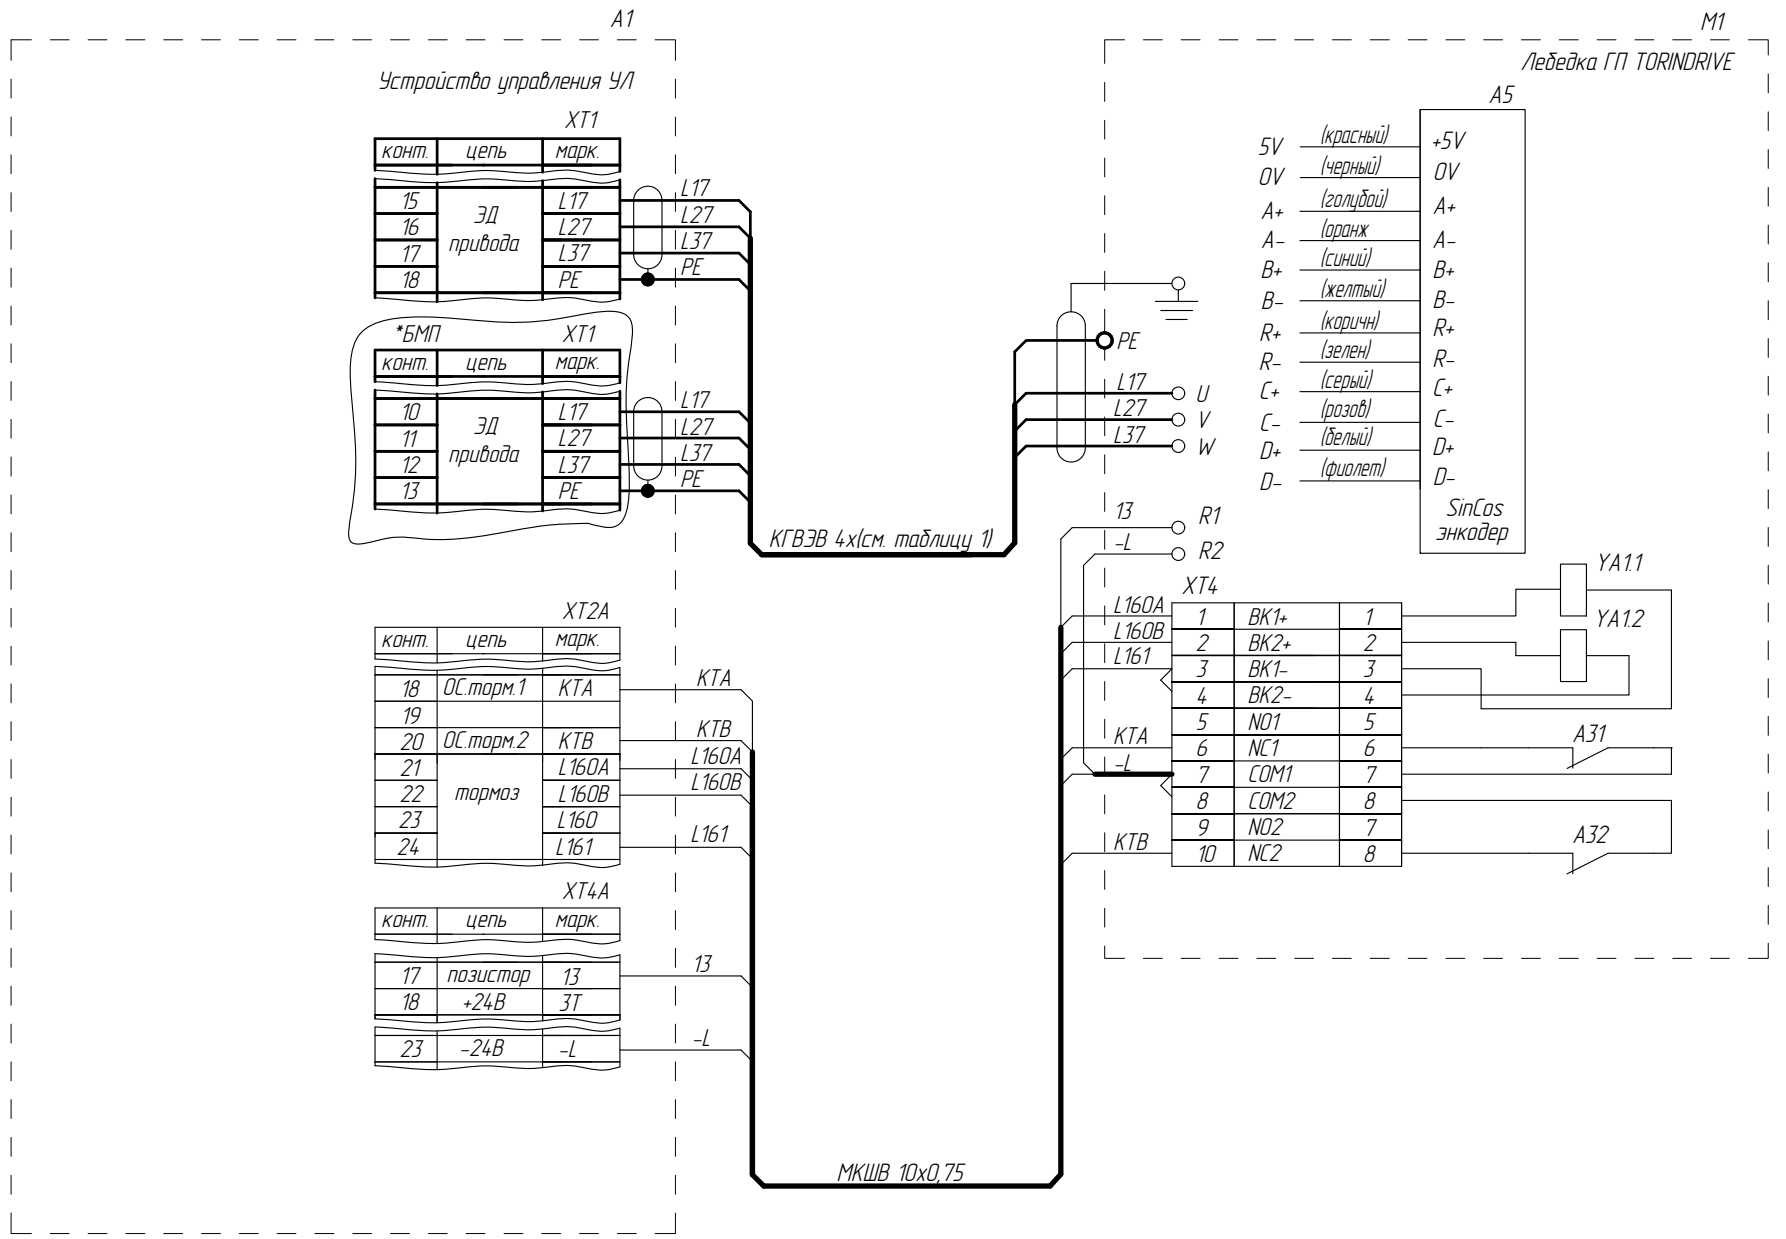 A1
Устройство управления УЛ
XT1
конт. цепь марк.
15 L17
16 ЭД L27
17 привода L37
18 PE
L17
L27
L37
PE
*БМП XT1
конт. цепь марк.
10 L17
11 ЭД L27
12 привода L37
13 PE
L17
L27
L37
PE
КГВЭВ 4х(см. таблицу 1)
XT2A
конт. цепь марк.
18 ОС.торм.1 КТА
19
20 ОС.торм.2 КТВ
21 L160A
22 тормоз L160B
23 L160
24 L161
КТА
КТВ
L160A
L160B
L161
XT4A
конт. цепь марк.
17 позистор 13
18 +24В 3Т
23 -24В -L
13
-L
МКШВ 10х0,75
M1
Лебедка ГП TORINDRIVE
A5
5V (красный) +5V
0V (черный) 0V
A+ (голубой) A+
A- (оранж A-
B+ (синий) B+
B- (желтый) B-
R+ (коричн) R+
R- (зелен) R-
C+ (серый) C+
C- (розов) C-
D+ (белый) D+
D- (фиолет) D-
SinCos
энкодер
PE
L17 U
L27 V
L37 W
13 R1
-L R2
XT4
L160A 1 BK1+ 1
L160B 2 BK2+ 2
L161 3 BK1- 3
4 BK2- 4
5 NO1 5
КТА 6 NC1 6
-L 7 COM1 7
8 COM2 8
9 NO2 7
КТВ 10 NC2 8
YA1.1
YA1.2
A31
A32